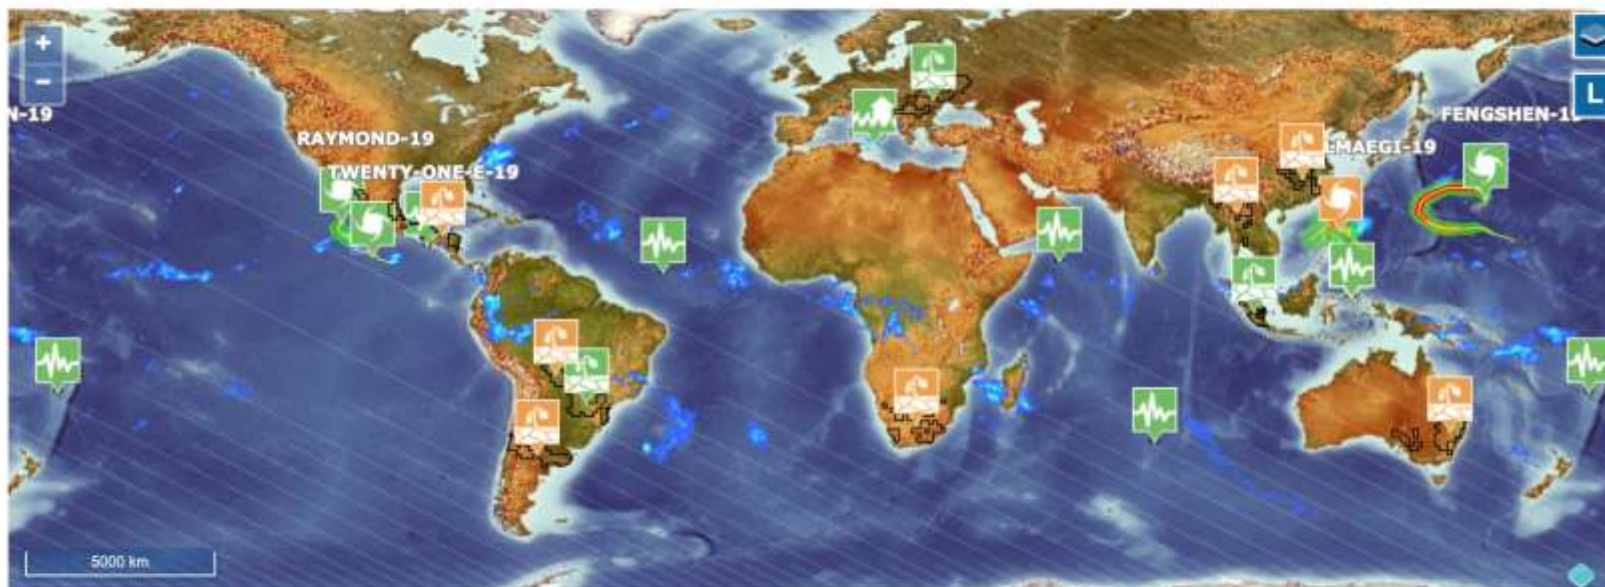 +
−
N-19
RAYMOND-19
TWENTY-ONE-E-19
LMAEGI-19
FENGSHEN-1
L
5000 km